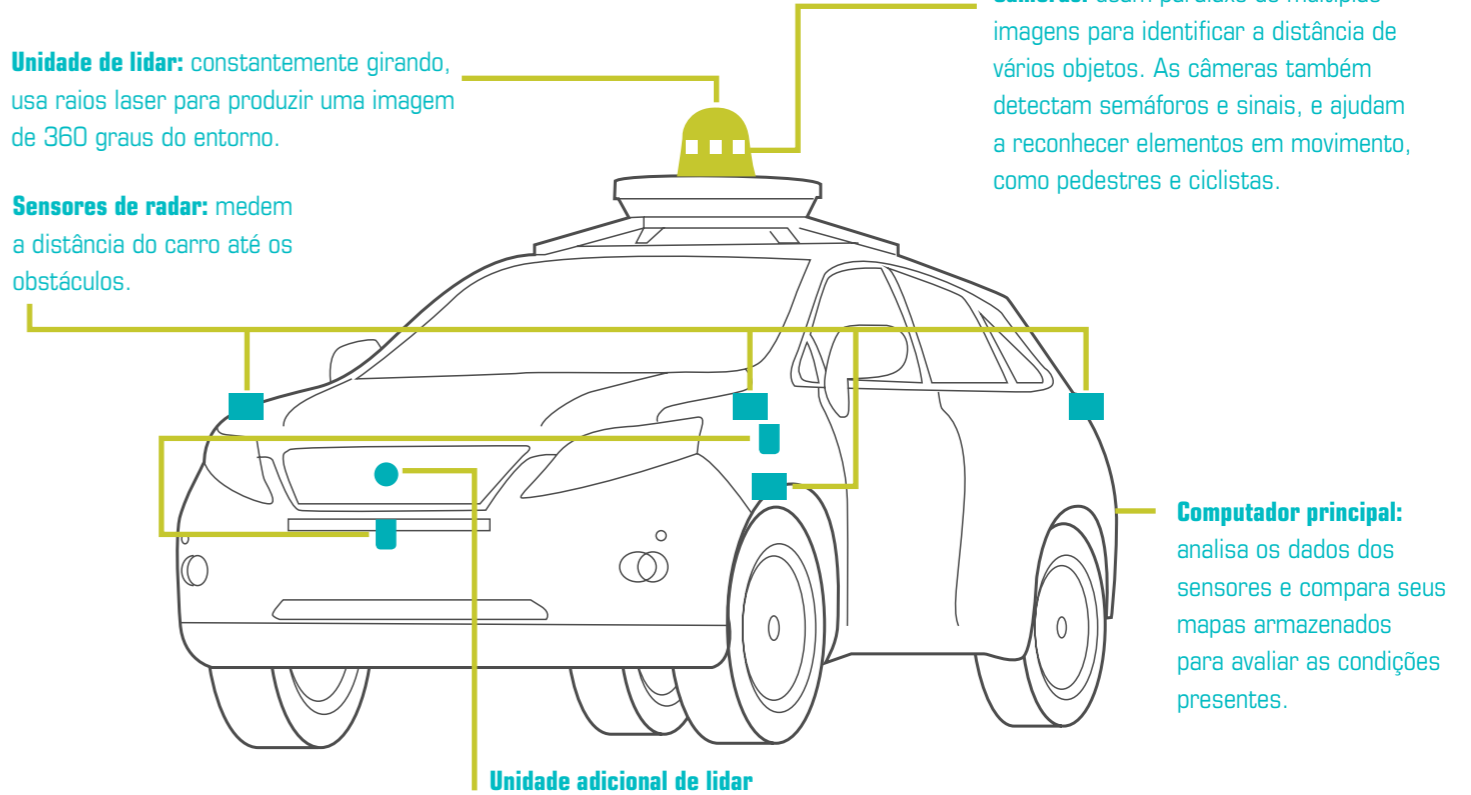 Unidade de lidar: constantemente girando,
usa raios laser para produzir uma imagem
de 360 graus do entorno.
Sensores de radar: medem
a distância do carro até os
obstáculos.
imagens para identificar a distância de
vários objetos. As câmeras também
detectam semáforos e sinais, e ajudam
a reconhecer elementos em movimento,
como pedestres e ciclistas.
Computador principal:
analisa os dados dos
sensores e compara seus
mapas armazenados
para avaliar as condições
presentes.
Unidade adicional de lidar